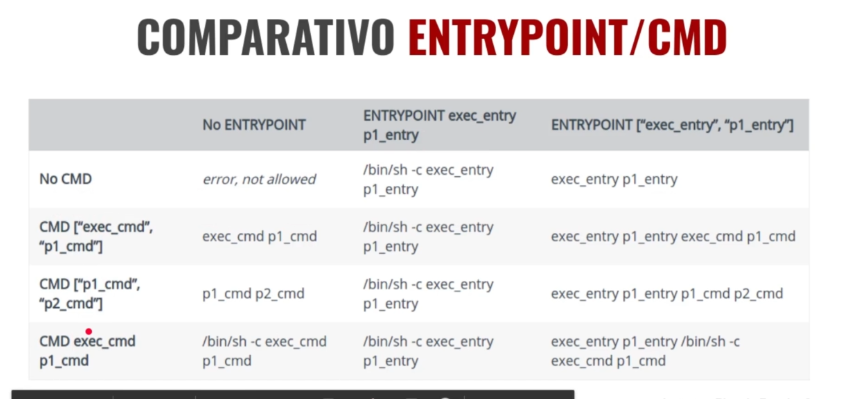 COMPARATIVO ENTRYPOINT/CMD
No ENTRYPOINT
ENTRYPOINT exec_entry
p1_entry
ENTRYPOINT [“exec_entry”, “p1_entry”]
No CMD
error, not allowed
/bin/sh -c exec_entry
p1_entry
exec_entry p1_entry
CMD [“exec_cmd”,
“p1_cmd”]
exec_cmd p1_cmd
/bin/sh -c exec_entry
p1_entry
exec_entry p1_entry exec_cmd p1_cmd
CMD [“p1_cmd”,
“p2_cmd”]
p1_cmd p2_cmd
/bin/sh -c exec_entry
p1_entry
exec_entry p1_entry p1_cmd p2_cmd
CMD exec_cmd
p1_cmd
/bin/sh -c exec_cmd
p1_cmd
/bin/sh -c exec_entry
p1_entry
exec_entry p1_entry /bin/sh -c
exec_cmd p1_cmd